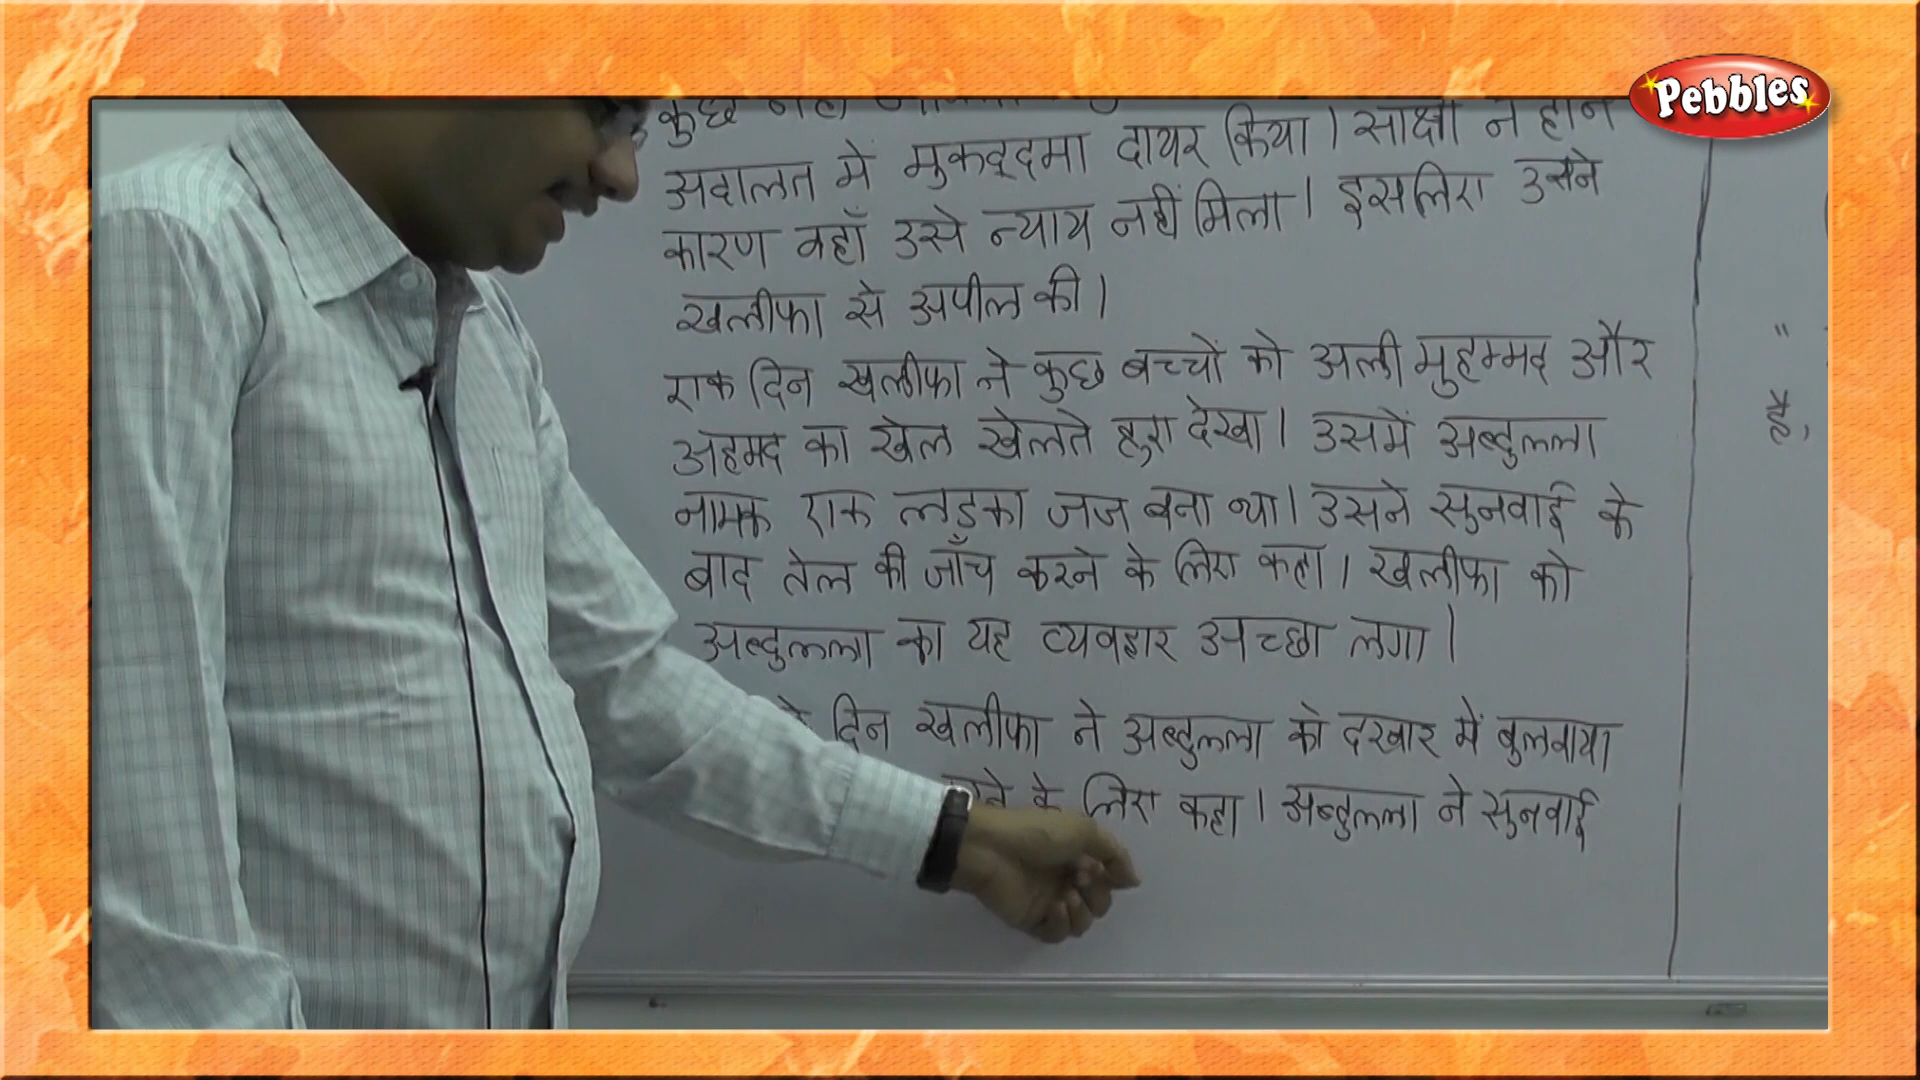 Pebbles
कुछ नहीं
अदालत में मुकद्दमा दायर किया। साक्षी न होने
कारण वहाँ उसे न्याय नहीं मिला। इसलिए उसने
खलीफा से अपील की।
एक दिन खलीफा ने कुछ बच्चों को अली मुहम्मद और
अहमद का खेल खेलते हुए देखा। उसमें अब्दुल्ला
नामक एक लड़का जज बना था। उसने सुनवाई के
बाद तेल की जाँच करने के लिए कहा। खलीफा को
अब्दुल्ला का यह व्यवहार अच्छा लगा।
दिन खलीफा ने अब्दुल्ला को दरबार में बुलवाया
के लिए कहा। अब्दुल्ला ने सुनवाई
"
है,